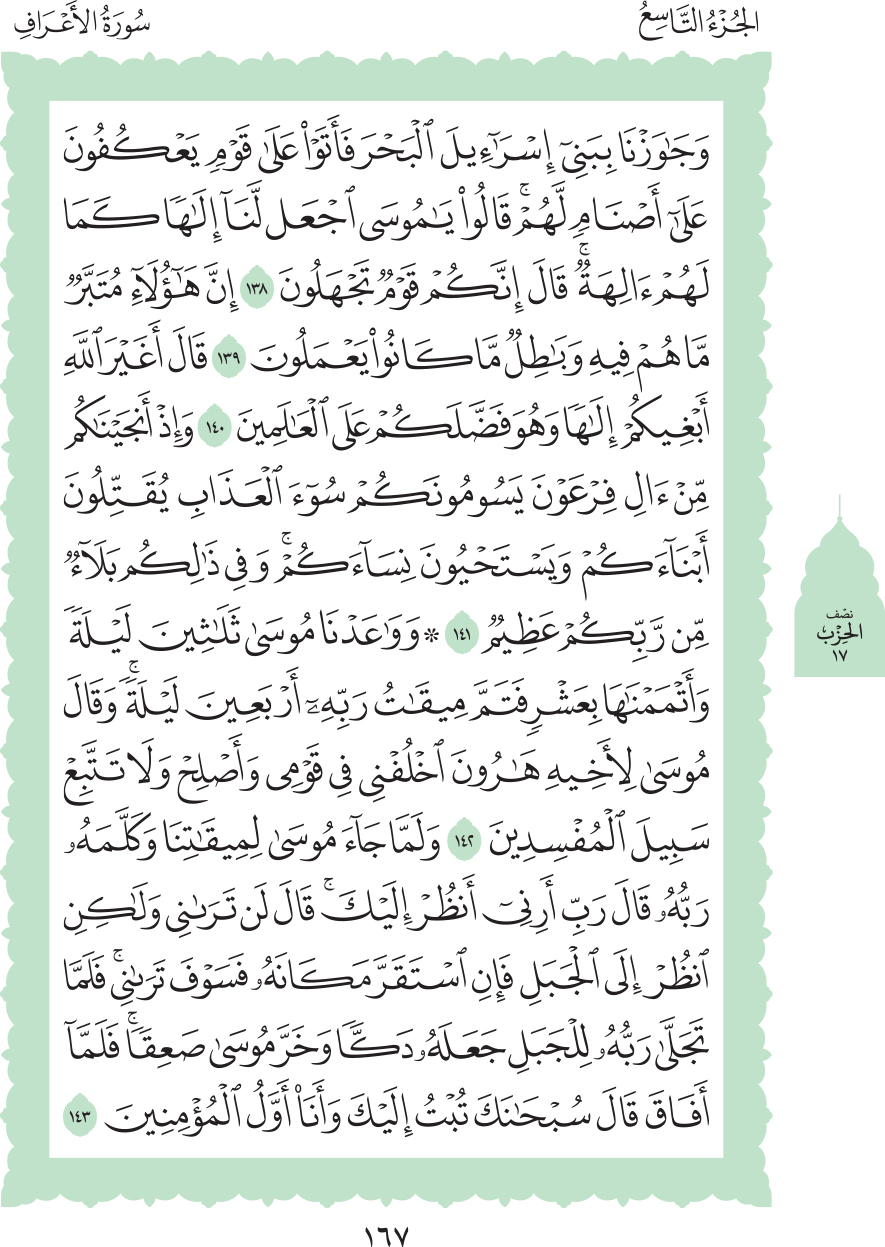 الجُزْءُ التَّاسِعُ
سُورَةُ الأَعْرَافِ
وَجَٰوَزْنَا بِبَنِيٓ إِسْرَٰٓءِيلَ ٱلْبَحْرَ فَأَتَوْا۟ عَلَىٰ قَوْمٍ يَعْكُفُونَ
عَلَىٰٓ أَصْنَامٍ لَّهُمْ ۚ قَالُوا۟ يَٰمُوسَى ٱجْعَل لَّنَآ إِلَٰهًا كَمَا
لَهُمْ ءَالِهَةٌ ۚ قَالَ إِنَّكُمْ قَوْمٌ تَجْهَلُونَ ١٣٨ إِنَّ هَٰٓؤُلَآءِ مُتَبَّرٌ
مَّا هُمْ فِيهِ وَبَٰطِلٌ مَّا كَانُوا۟ يَعْمَلُونَ ١٣٩ قَالَ أَغَيْرَ ٱللَّهِ
أَبْغِيكُمْ إِلَٰهًا وَهُوَ فَضَّلَكُمْ عَلَى ٱلْعَٰلَمِينَ ١٤٠ وَإِذْ أَنجَيْنَٰكُم
مِّنْ ءَالِ فِرْعَوْنَ يَسُومُونَكُمْ سُوٓءَ ٱلْعَذَابِ يُقَتِّلُونَ
أَبْنَآءَكُمْ وَيَسْتَحْيُونَ نِسَآءَكُمْ ۚ وَفِي ذَٰلِكُم بَلَآءٌ
مِّن رَّبِّكُمْ عَظِيمٌ ١٤١ ۞ وَوَٰعَدْنَا مُوسَىٰ ثَلَٰثِينَ لَيْلَةً
وَأَتْمَمْنَٰهَا بِعَشْرٍ فَتَمَّ مِيقَٰتُ رَبِّهِۦٓ أَرْبَعِينَ لَيْلَةً ۚ وَقَالَ
مُوسَىٰ لِأَخِيهِ هَٰرُونَ ٱخْلُفْنِي فِي قَوْمِي وَأَصْلِحْ وَلَا تَتَّبِعْ
سَبِيلَ ٱلْمُفْسِدِينَ ١٤٢ وَلَمَّا جَآءَ مُوسَىٰ لِمِيقَٰتِنَا وَكَلَّمَهُۥ
رَبُّهُۥ قَالَ رَبِّ أَرِنِيٓ أَنظُرْ إِلَيْكَ ۚ قَالَ لَن تَرَىٰنِي وَلَٰكِنِ
ٱنظُرْ إِلَى ٱلْجَبَلِ فَإِنِ ٱسْتَقَرَّ مَكَانَهُۥ فَسَوْفَ تَرَىٰنِي ۚ فَلَمَّا
تَجَلَّىٰ رَبُّهُۥ لِلْجَبَلِ جَعَلَهُۥ دَكًّا وَخَرَّ مُوسَىٰ صَعِقًا ۚ فَلَمَّآ
أَفَاقَ قَالَ سُبْحَٰنَكَ تُبْتُ إِلَيْكَ وَأَنَا۠ أَوَّلُ ٱلْمُؤْمِنِينَ ١٤٣
نصف
الحِزْب
١٧
١٦٧